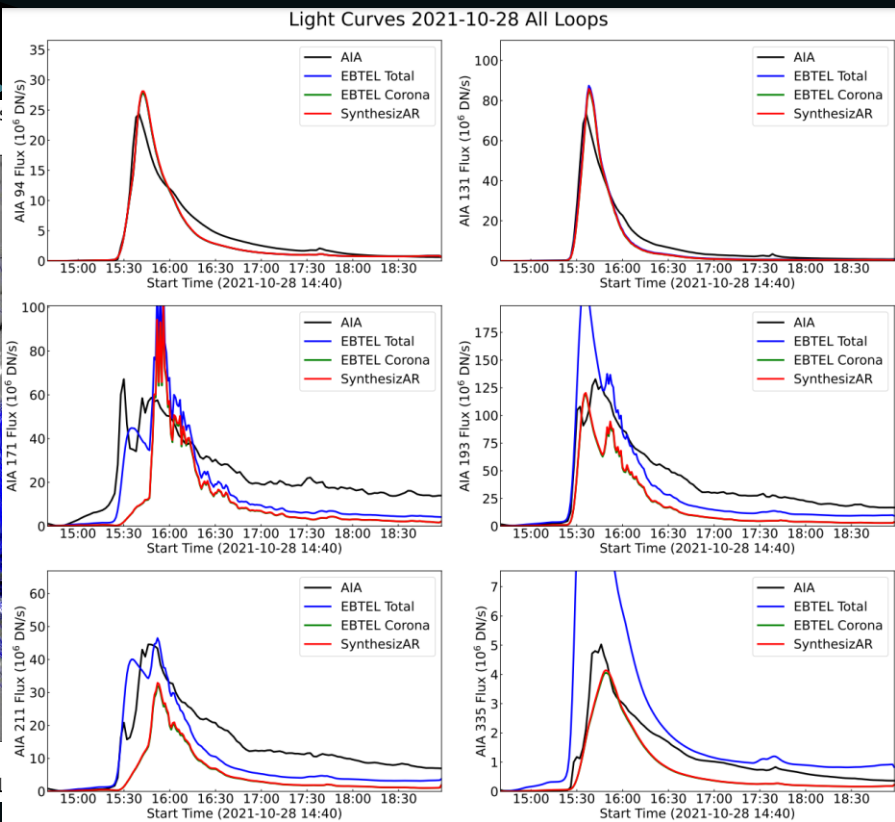 Light Curves 2021-10-28 All Loops
AIA 94 Flux (10⁶ DN/s)
35
30
25
20
15
10
5
0
AIA
EBTEL Total
EBTEL Corona
SynthesizAR
15:00 15:30 16:00 16:30 17:00 17:30 18:00 18:30
Start Time (2021-10-28 14:40)
AIA 131 Flux (10⁶ DN/s)
100
80
60
40
20
0
AIA
EBTEL Total
EBTEL Corona
SynthesizAR
15:00 15:30 16:00 16:30 17:00 17:30 18:00 18:30
Start Time (2021-10-28 14:40)
AIA 171 Flux (10⁶ DN/s)
100
80
60
40
20
0
AIA
EBTEL Total
EBTEL Corona
SynthesizAR
15:00 15:30 16:00 16:30 17:00 17:30 18:00 18:30
Start Time (2021-10-28 14:40)
AIA 193 Flux (10⁶ DN/s)
175
150
125
100
75
50
25
0
AIA
EBTEL Total
EBTEL Corona
SynthesizAR
15:00 15:30 16:00 16:30 17:00 17:30 18:00 18:30
Start Time (2021-10-28 14:40)
AIA 211 Flux (10⁶ DN/s)
60
50
40
30
20
10
0
AIA
EBTEL Total
EBTEL Corona
SynthesizAR
15:00 15:30 16:00 16:30 17:00 17:30 18:00 18:30
Start Time (2021-10-28 14:40)
AIA 335 Flux (10⁶ DN/s)
7
6
5
4
3
2
1
0
AIA
EBTEL Total
EBTEL Corona
SynthesizAR
15:00 15:30 16:00 16:30 17:00 17:30 18:00 18:30
Start Time (2021-10-28 14:40)